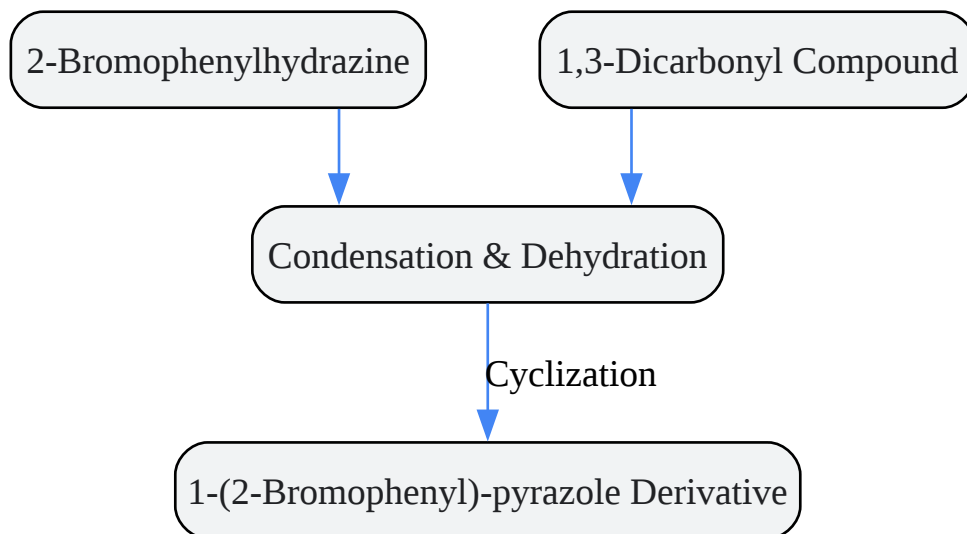 2-Bromophenylhydrazine
1,3-Dicarbonyl Compound
Condensation & Dehydration
Cyclization
1-(2-Bromophenyl)-pyrazole Derivative